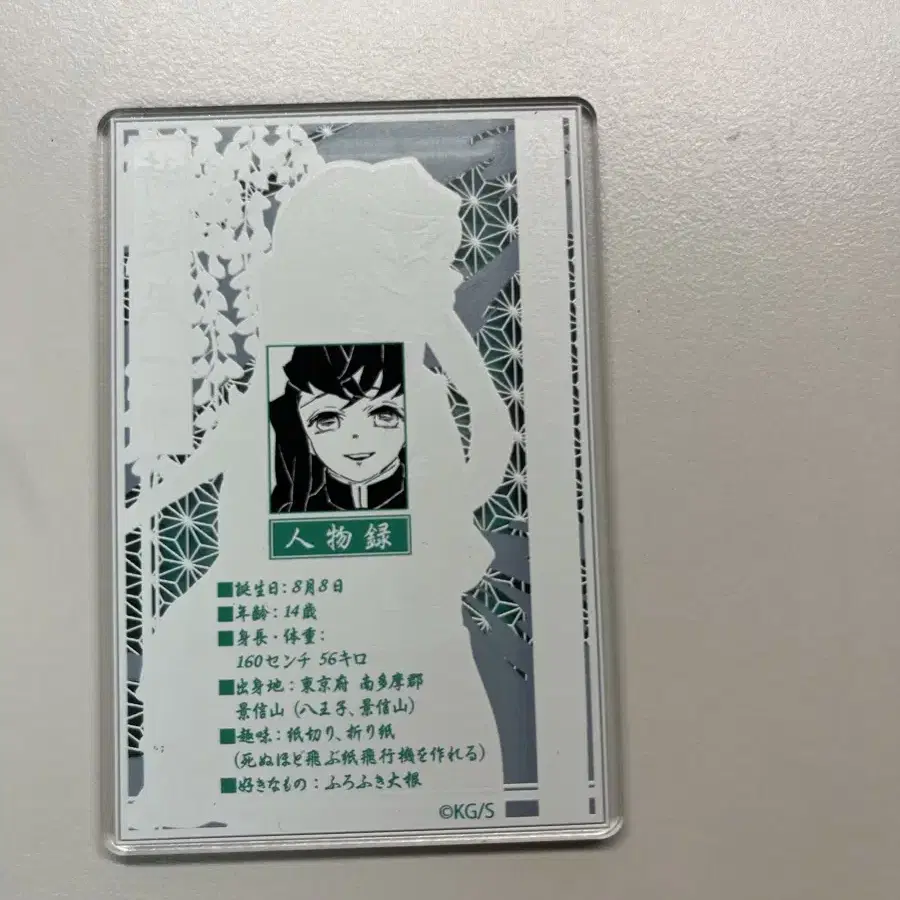 人物録
■誕生日：8月8日
■年齢：14歳
■身長・体重：
160センチ 56キロ
■出身地：東京府 南多摩郡
景信山（八王子、景信山）
■趣味：紙切り、折り紙
（死ぬほど飛ぶ紙飛行機を作れる）
■好きなもの：ふろふき大根
©KG/S